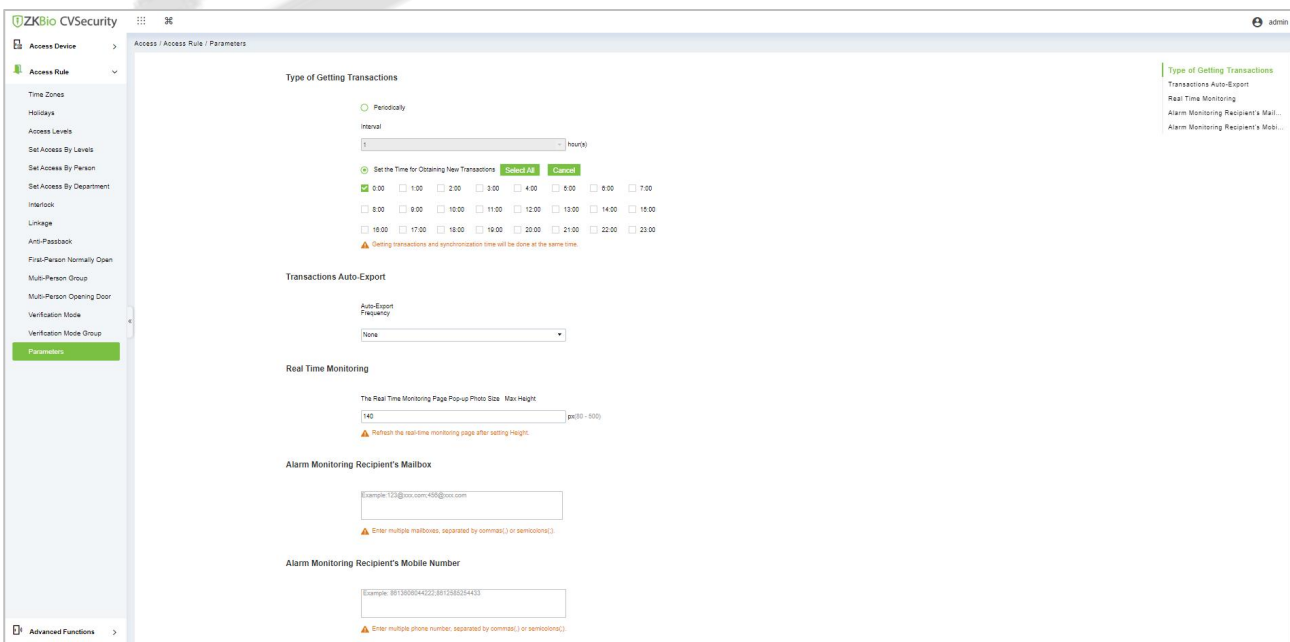 ZKBio CVSecurity
admin
Access Device
Access Rule
Time Zones
Holidays
Access Levels
Set Access By Levels
Set Access By Person
Set Access By Department
Interlock
Linkage
Anti-Passback
First-Person Normally Open
Multi-Person Group
Multi-Person Opening Door
Verification Mode
Verification Mode Group
Parameters
Advanced Functions
Access / Access Rule / Parameters
Type of Getting Transactions
Periodically
Interval
1 hour(s)
Set the Time for Obtaining New Transactions Select All Cancel
0:00 1:00 2:00 3:00 4:00 5:00 6:00 7:00
8:00 9:00 10:00 11:00 12:00 13:00 14:00 15:00
16:00 17:00 18:00 19:00 20:00 21:00 22:00 23:00
Getting transactions and synchronization time will be done at the same time.
Transactions Auto-Export
Auto-Export
Frequency
None
Real Time Monitoring
The Real Time Monitoring Page Pop-up Photo Size Max Height
140 px(80 - 500)
Refresh the real-time monitoring page after setting Height.
Alarm Monitoring Recipient's Mailbox
Example:123@xxx.com;456@xxx.com
Enter multiple mailboxes, separated by commas(,) or semicolons(;).
Alarm Monitoring Recipient's Mobile Number
Example: 8613606044222;8612585254433
Enter multiple phone number, separated by commas(,) or semicolons(;).
Type of Getting Transactions
Transactions Auto-Export
Real Time Monitoring
Alarm Monitoring Recipient's Mail...
Alarm Monitoring Recipient's Mobi...